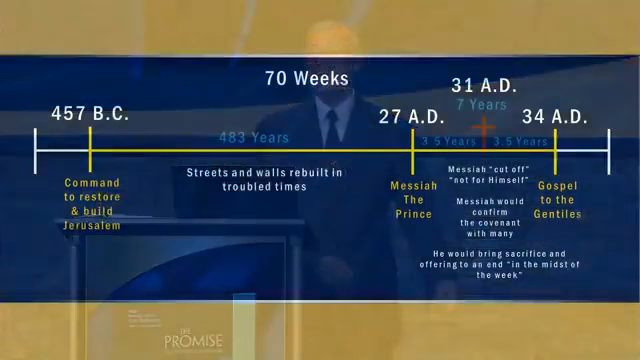 70 Weeks
31 A.D.
7 Years
457 B.C.
27 A.D.
34 A.D.
483 Years
3.5 Years
3.5 Years
Command
to restore
& build
Jerusalem
Streets and walls rebuilt in
troubled times
Messiah
The
Prince
Messiah "cut off"
"not for Himself"
Messiah would
confirm
the covenant
with many
Gospel
to the
Gentiles
He would bring sacrifice and
offering to an end "in the midst of
the week"
THE
PROMISE